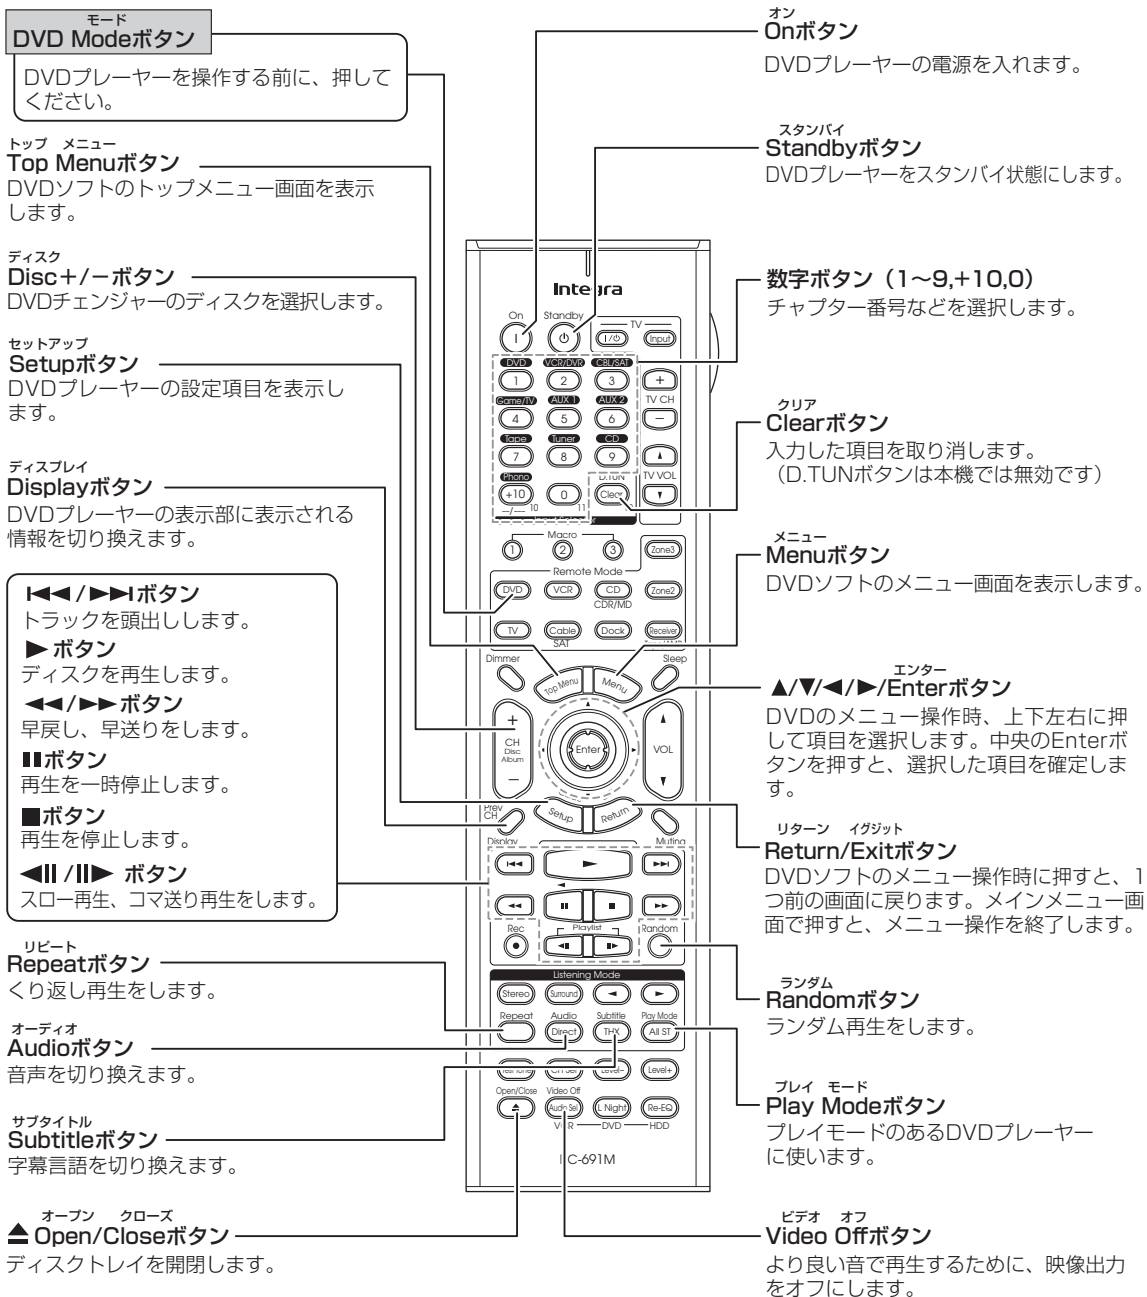 モード
DVD Modeボタン
DVDプレーヤーを操作する前に、押して
ください。
トップ メニュー
Top Menuボタン
DVDソフトのトップメニュー画面を表示
します。
ディスク
Disc＋/－ボタン
DVDチェンジャーのディスクを選択します。
セットアップ
Setupボタン
DVDプレーヤーの設定項目を表示し
ます。
ディスプレイ
Displayボタン
DVDプレーヤーの表示部に表示される
情報を切り換えます。
I◀◀/▶▶Iボタン
トラックを頭出しします。
▶ボタン
ディスクを再生します。
◀◀/▶▶ボタン
早戻し、早送りをします。
▮▮ボタン
再生を一時停止します。
■ボタン
再生を停止します。
◀II/II▶ ボタン
スロー再生、コマ送り再生をします。
リピート
Repeatボタン
くり返し再生をします。
オーディオ
Audioボタン
音声を切り換えます。
サブタイトル
Subtitleボタン
字幕言語を切り換えます。
オープン クローズ
⏏Open/Closeボタン
ディスクトレイを開閉します。
Integra
On Standby TV
I I/⏻ Input
DVD VCR/DVR CBL/SAT
1 2 3 +
Game/TV AUX 1 AUX 2 TV CH
4 5 6 −
Tape Tuner CD
7 8 9 ▲
Phono D.TUN TV VOL
+10 0 Clear ▼
-/--- 10 11
Macro
1 2 3 Zone3
Remote Mode
DVD VCR CD Zone2
CDR/MD
TV Cable Dock Receiver
SAT
Dimmer Top Menu Menu Sleep
+ ▲
CH Enter VOL
Disc
Album
− ▼
Prev
CH Setup Return
Display Muting
I◀◀ ▶ ▶▶I
◀◀ II ■ ▶▶
Rec Playlist Random
● ◀II II▶
Listening Mode
Stereo Surround ◀ ▶
Repeat Audio Subtitle Play Mode
Direct THX All ST
Test Tone CH Sel Level− Level+
Open/Close Video Off
⏏ Audio Sel L Night Re-EQ
VCR DVD HDD
RC-691M
オン
Onボタン
DVDプレーヤーの電源を入れます。
スタンバイ
Standbyボタン
DVDプレーヤーをスタンバイ状態にします。
数字ボタン（1～9,+10,0）
チャプター番号などを選択します。
クリア
Clearボタン
入力した項目を取り消します。
（D.TUNボタンは本機では無効です）
メニュー
Menuボタン
DVDソフトのメニュー画面を表示します。
エンター
▲/▼/◀/▶/Enterボタン
DVDのメニュー操作時、上下左右に押
して項目を選択します。中央のEnterボ
タンを押すと、選択した項目を確定しま
す。
リターン イグジット
Return/Exitボタン
DVDソフトのメニュー操作時に押すと、1
つ前の画面に戻ります。メインメニュー画
面で押すと、メニュー操作を終了します。
ランダム
Randomボタン
ランダム再生をします。
プレイ モード
Play Modeボタン
プレイモードのあるDVDプレーヤー
に使います。
ビデオ オフ
Video Offボタン
より良い音で再生するために、映像出力
をオフにします。